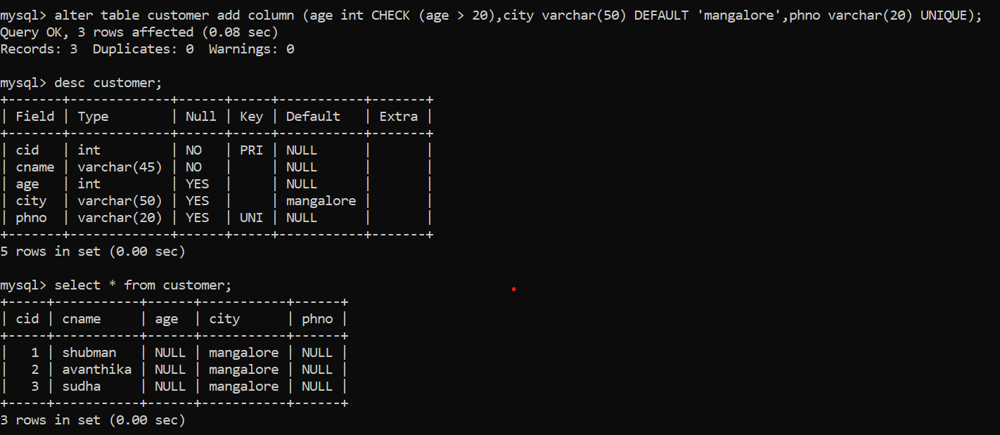 mysql> alter table customer add column (age int CHECK (age > 20),city varchar(50) DEFAULT 'mangalore',phno varchar(20) UNIQUE);
Query OK, 3 rows affected (0.08 sec)
Records: 3  Duplicates: 0  Warnings: 0

mysql> desc customer;
+-------+-------------+------+-----+-----------+-------+
| Field | Type        | Null | Key | Default   | Extra |
+-------+-------------+------+-----+-----------+-------+
| cid   | int         | NO   | PRI | NULL      |       |
| cname | varchar(45) | NO   |     | NULL      |       |
| age   | int         | YES  |     | NULL      |       |
| city  | varchar(50) | YES  |     | mangalore |       |
| phno  | varchar(20) | YES  | UNI | NULL      |       |
+-------+-------------+------+-----+-----------+-------+
5 rows in set (0.00 sec)

mysql> select * from customer;
+-----+-----------+------+-----------+------+
| cid | cname     | age  | city      | phno |
+-----+-----------+------+-----------+------+
|   1 | shubman   | NULL | mangalore | NULL |
|   2 | avanthika | NULL | mangalore | NULL |
|   3 | sudha     | NULL | mangalore | NULL |
+-----+-----------+------+-----------+------+
3 rows in set (0.00 sec)